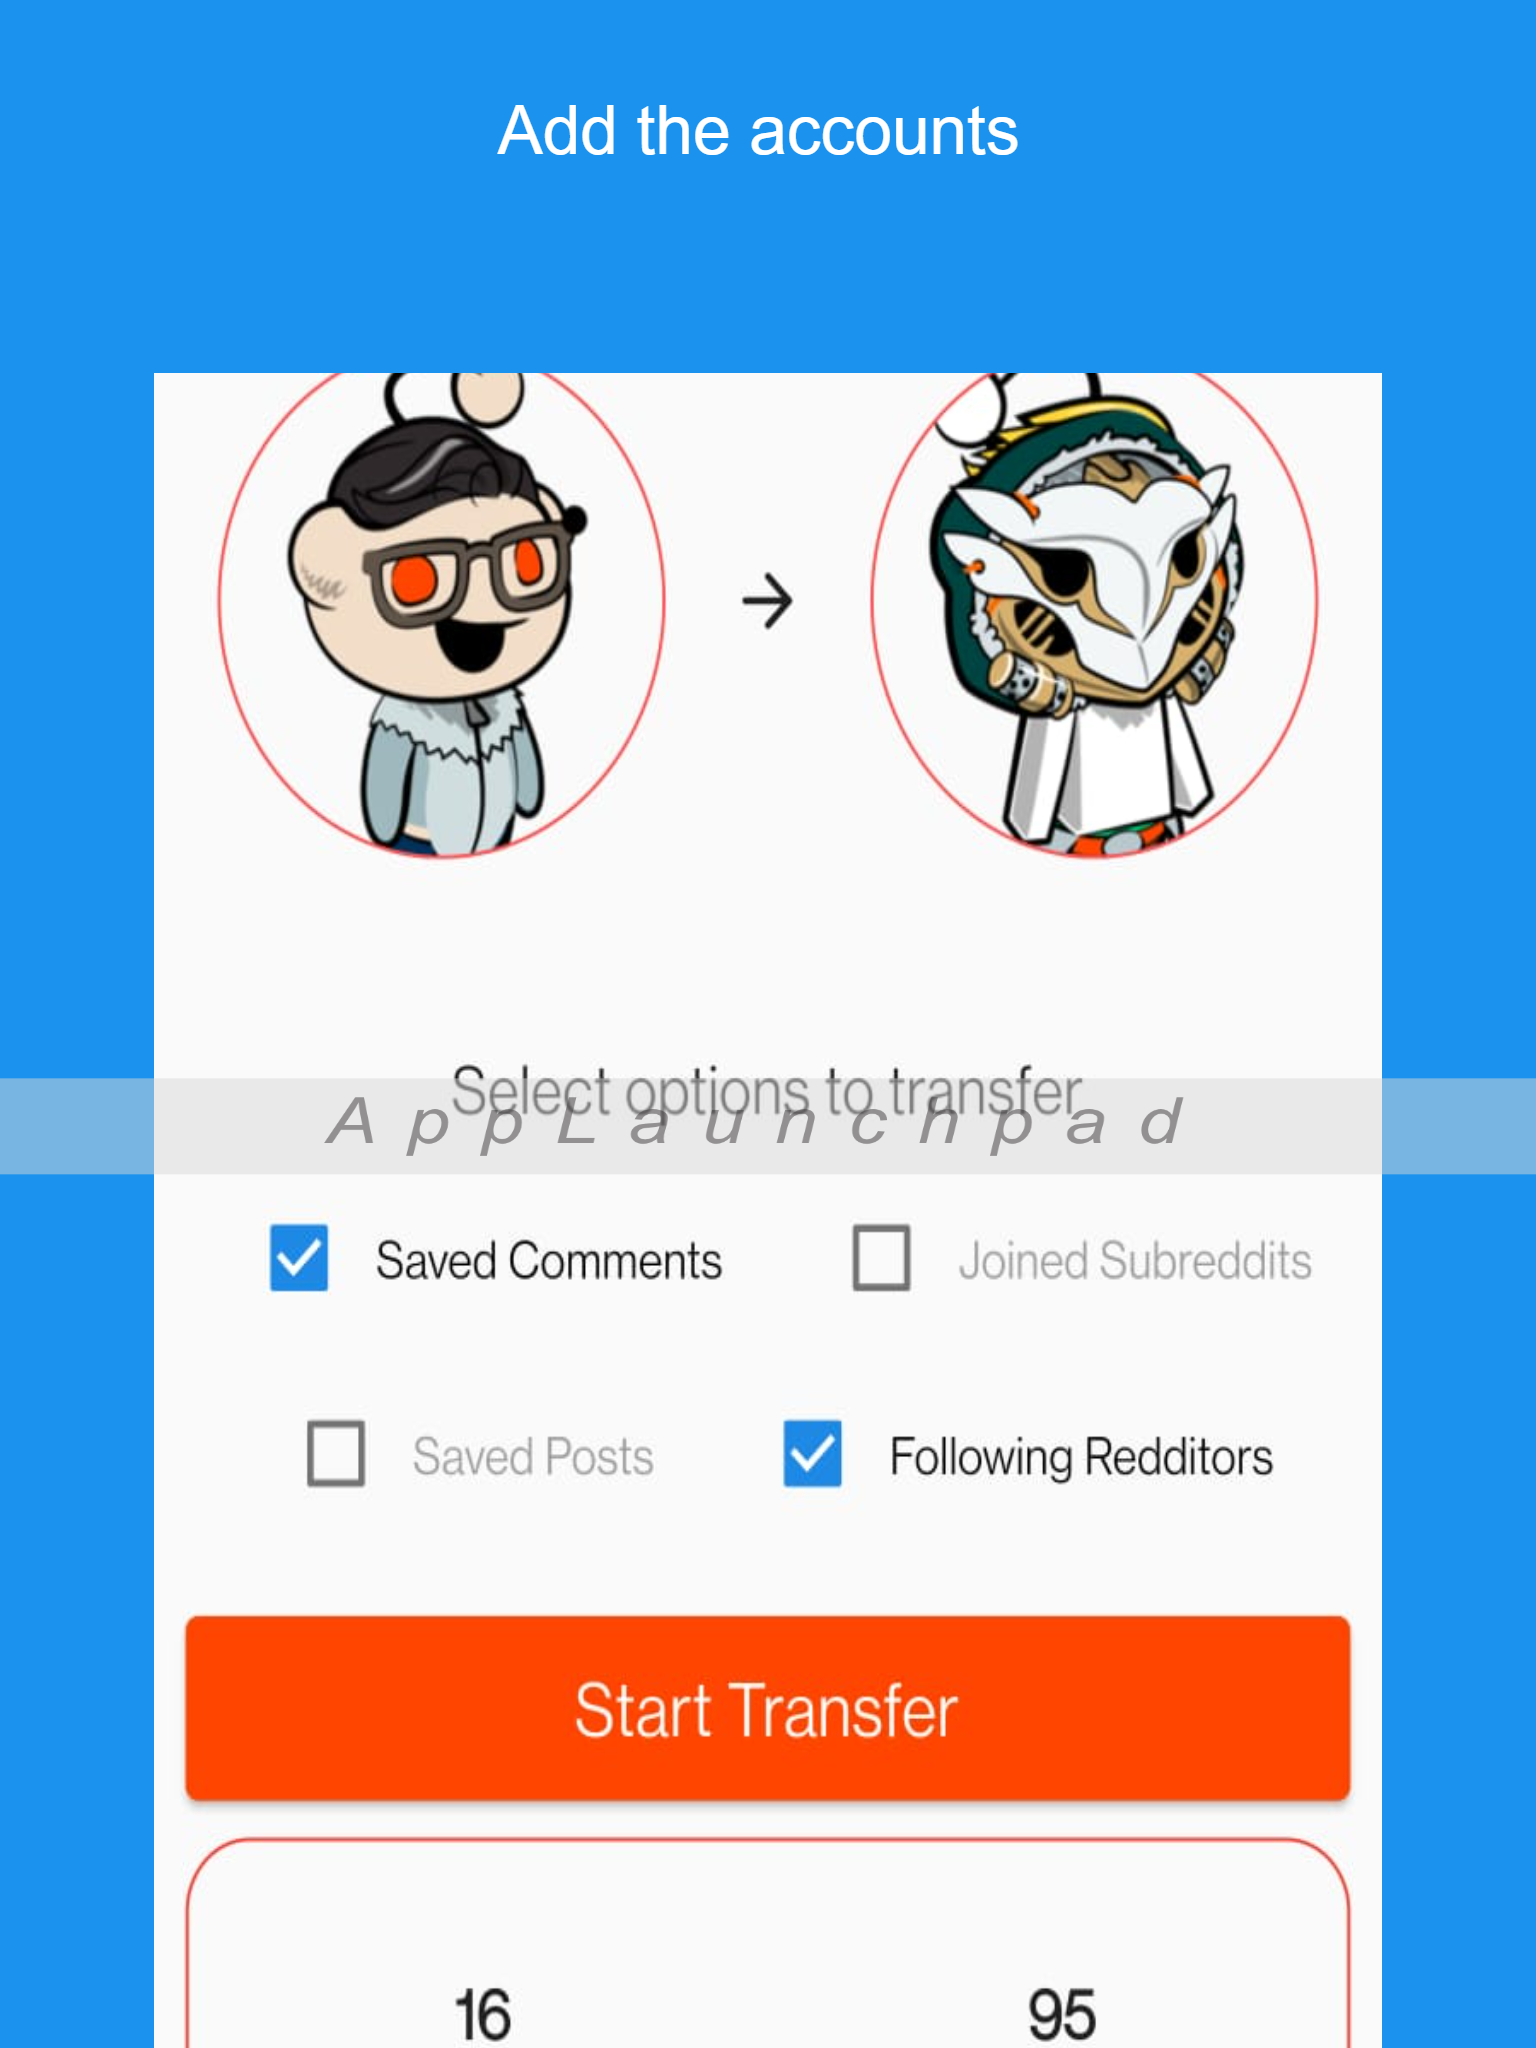 Add the accounts
Select options to transfer
AppLaunchpad
Saved Comments
Joined Subreddits
Saved Posts
Following Redditors
Start Transfer
16
95